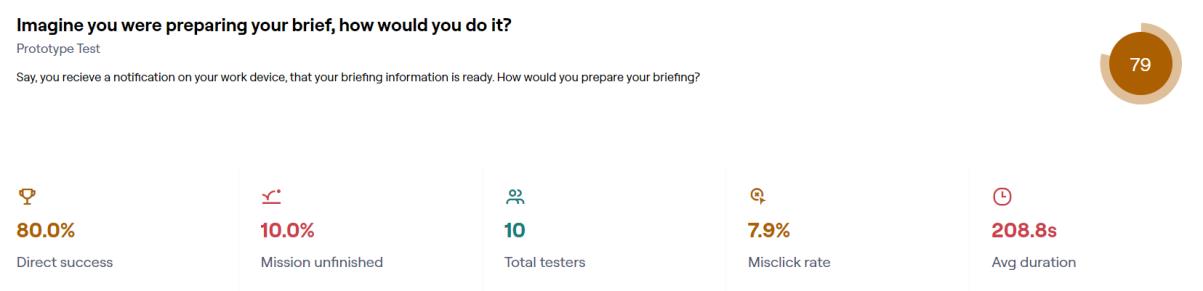 Imagine you were preparing your brief, how would you do it?
Prototype Test
Say, you recieve a notification on your work device, that your briefing information is ready. How would you prepare your briefing?
79
80.0%
Direct success
10.0%
Mission unfinished
10
Total testers
7.9%
Misclick rate
208.8s
Avg duration